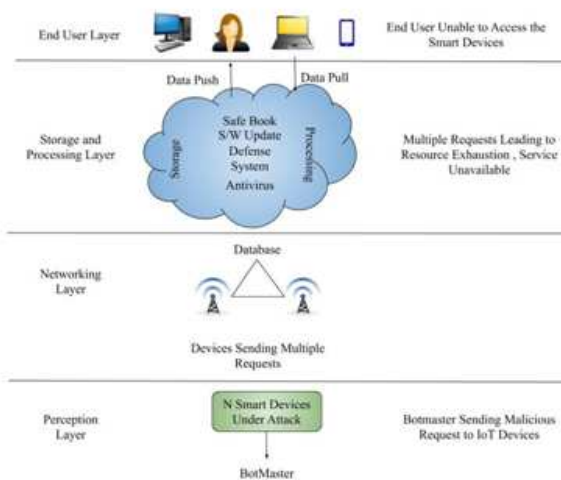 End User Layer
End User Unable to Access the
Smart Devices
Data Push
Data Pull
Storage and
Processing Layer
Storage
Safe Book
S/W Update
Defense
System
Antivirus
Processing
Multiple Requests Leading to
Resource Exhaustion , Service
Unavailable
Networking
Layer
Database
Devices Sending Multiple
Requests
Perception
Layer
N Smart Devices
Under Attack
BotMaster
Botmaster Sending Malicious
Request to IoT Devices